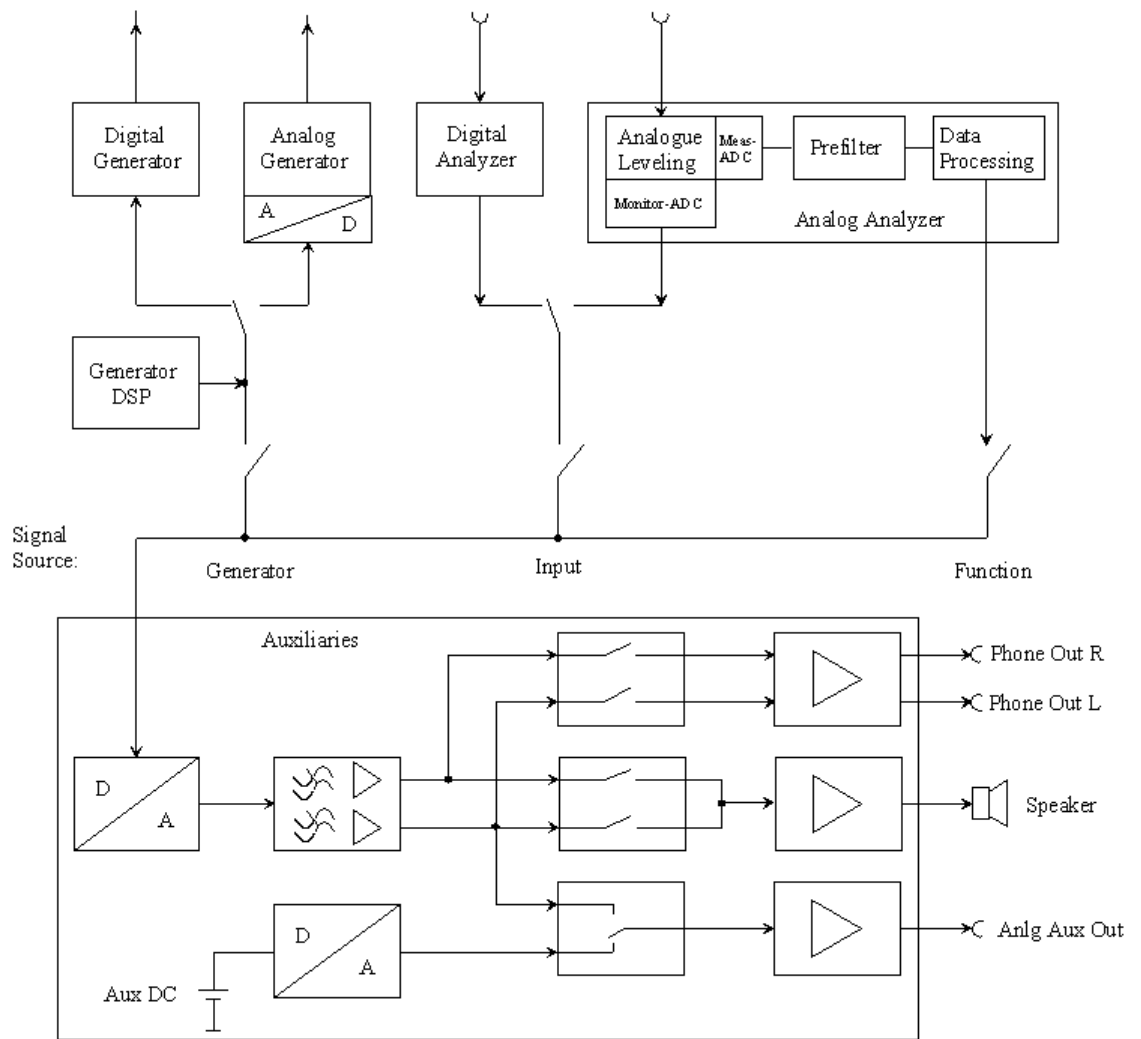 Digital
Generator
Analog
Generator
A
D
Digital
Analyzer
Analogue
Leveling
Meas-
ADC
Monitor-ADC
Prefilter
Data
Processing
Analog Analyzer
Generator
DSP
Signal
Source:
Generator
Input
Function
Auxiliaries
Phone Out R
Phone Out L
D
A
Speaker
D
A
Anlg Aux Out
Aux DC